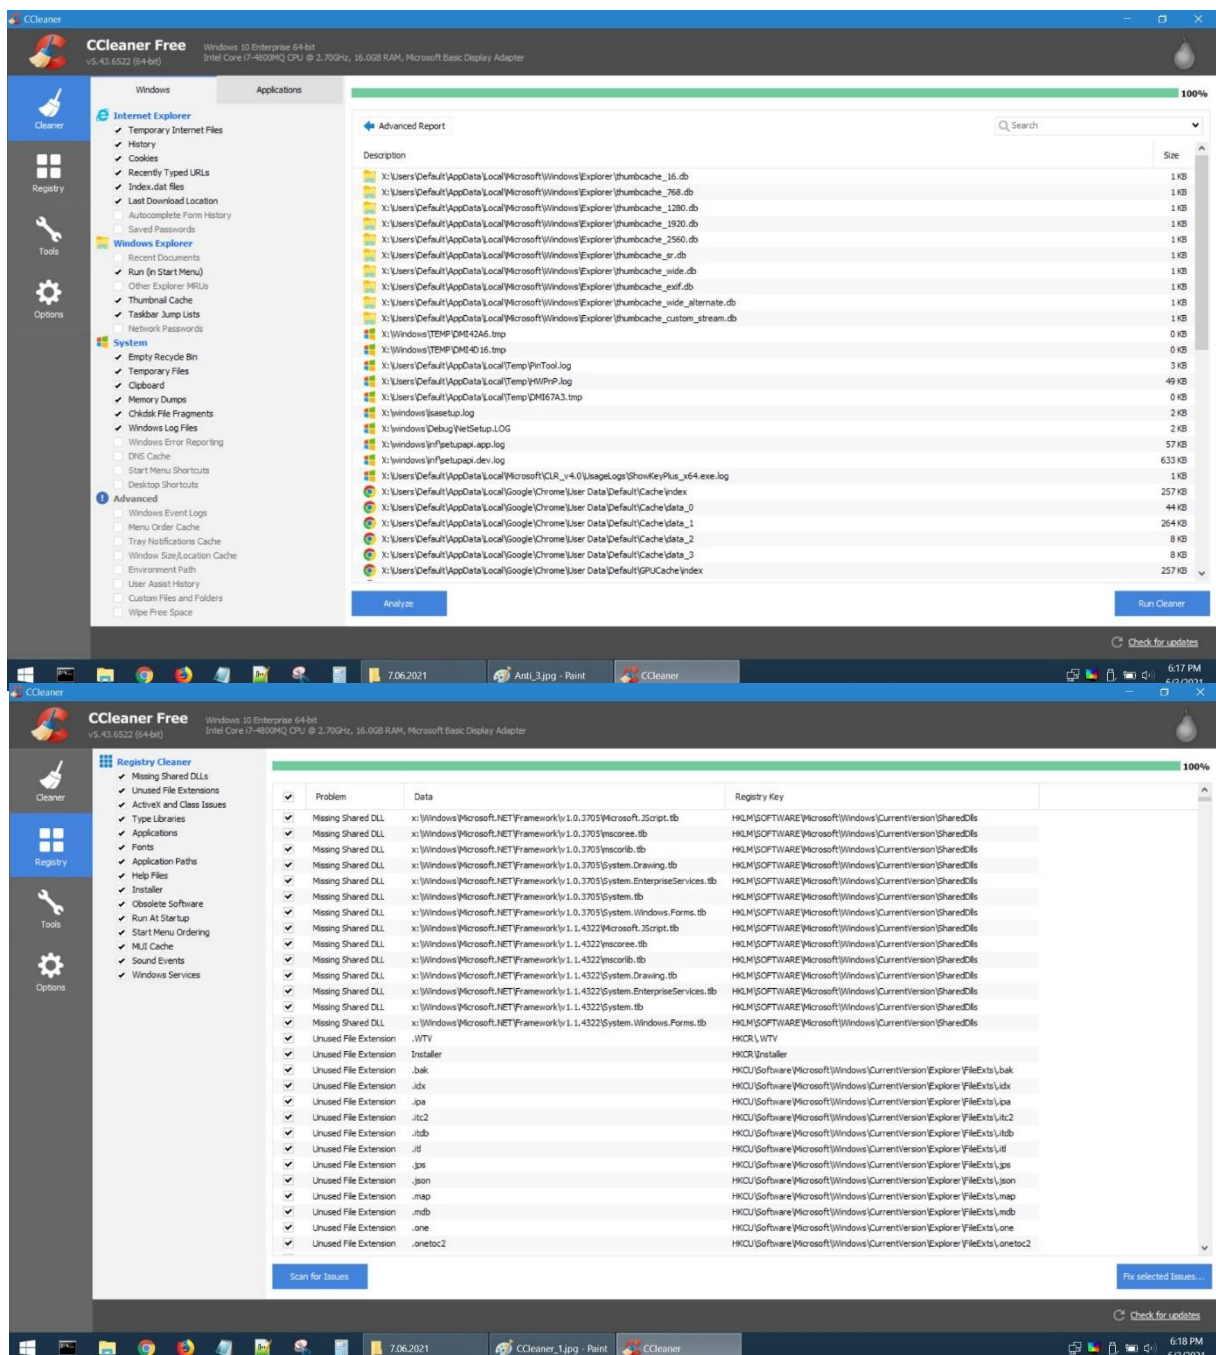 CCleaner
CCleaner Free
v5.43.6522 (64-bit)
Windows 10 Enterprise 64-bit
Intel Core i7-4800MQ CPU @ 2.70GHz, 16.0GB RAM, Microsoft Basic Display Adapter
Cleaner
Registry
Tools
Options
Windows Applications
Internet Explorer
Temporary Internet Files
History
Cookies
Recently Typed URLs
Index.dat files
Last Download Location
Autocomplete Form History
Saved Passwords
Windows Explorer
Recent Documents
Run (in Start Menu)
Other Explorer MRUs
Thumbnail Cache
Taskbar Jump Lists
Network Passwords
System
Empty Recycle Bin
Temporary Files
Clipboard
Memory Dumps
Chkdsk File Fragments
Windows Log Files
Windows Error Reporting
DNS Cache
Start Menu Shortcuts
Desktop Shortcuts
Advanced
Windows Event Logs
Menu Order Cache
Tray Notifications Cache
Window Size/Location Cache
Environment Path
User Assist History
Custom Files and Folders
Wipe Free Space
100%
Advanced Report Search
Description Size
X:\Users\Default\AppData\Local\Microsoft\Windows\Explorer\thumbcache_16.db 1 KB
X:\Users\Default\AppData\Local\Microsoft\Windows\Explorer\thumbcache_768.db 1 KB
X:\Users\Default\AppData\Local\Microsoft\Windows\Explorer\thumbcache_1280.db 1 KB
X:\Users\Default\AppData\Local\Microsoft\Windows\Explorer\thumbcache_1920.db 1 KB
X:\Users\Default\AppData\Local\Microsoft\Windows\Explorer\thumbcache_2560.db 1 KB
X:\Users\Default\AppData\Local\Microsoft\Windows\Explorer\thumbcache_sr.db 1 KB
X:\Users\Default\AppData\Local\Microsoft\Windows\Explorer\thumbcache_wide.db 1 KB
X:\Users\Default\AppData\Local\Microsoft\Windows\Explorer\thumbcache_exif.db 1 KB
X:\Users\Default\AppData\Local\Microsoft\Windows\Explorer\thumbcache_wide_alternate.db 1 KB
X:\Users\Default\AppData\Local\Microsoft\Windows\Explorer\thumbcache_custom_stream.db 1 KB
X:\Windows\TEMP\DMI42A6.tmp 0 KB
X:\Windows\TEMP\DMI4D16.tmp 0 KB
X:\Users\Default\AppData\Local\Temp\PinTool.log 3 KB
X:\Users\Default\AppData\Local\Temp\HWPnP.log 49 KB
X:\Users\Default\AppData\Local\Temp\DMI67A3.tmp 0 KB
X:\windows\lsasetup.log 2 KB
X:\windows\Debug\NetSetup.LOG 2 KB
X:\windows\inf\setupapi.app.log 57 KB
X:\windows\inf\setupapi.dev.log 633 KB
X:\Users\Default\AppData\Local\Microsoft\CLR_v4.0\UsageLogs\ShowKeyPlus_x64.exe.log 1 KB
X:\Users\Default\AppData\Local\Google\Chrome\User Data\Default\Cache\index 257 KB
X:\Users\Default\AppData\Local\Google\Chrome\User Data\Default\Cache\data_0 44 KB
X:\Users\Default\AppData\Local\Google\Chrome\User Data\Default\Cache\data_1 264 KB
X:\Users\Default\AppData\Local\Google\Chrome\User Data\Default\Cache\data_2 8 KB
X:\Users\Default\AppData\Local\Google\Chrome\User Data\Default\Cache\data_3 8 KB
X:\Users\Default\AppData\Local\Google\Chrome\User Data\Default\GPUCache\index 257 KB
Analyze Run Cleaner
Check for updates
7.06.2021 Anti_3.jpg - Paint CCleaner 6:17 PM
CCleaner
CCleaner Free
v5.43.6522 (64-bit)
Windows 10 Enterprise 64-bit
Intel Core i7-4800MQ CPU @ 2.70GHz, 16.0GB RAM, Microsoft Basic Display Adapter
Cleaner
Registry
Tools
Options
Registry Cleaner
Missing Shared DLLs
Unused File Extensions
ActiveX and Class Issues
Type Libraries
Applications
Fonts
Application Paths
Help Files
Installer
Obsolete Software
Run At Startup
Start Menu Ordering
MUI Cache
Sound Events
Windows Services
100%
Problem Data Registry Key
Missing Shared DLL x:\Windows\Microsoft.NET\Framework\v1.0.3705\Microsoft.JScript.tlb HKLM\SOFTWARE\Microsoft\Windows\CurrentVersion\SharedDlls
Missing Shared DLL x:\Windows\Microsoft.NET\Framework\v1.0.3705\mscoree.tlb HKLM\SOFTWARE\Microsoft\Windows\CurrentVersion\SharedDlls
Missing Shared DLL x:\Windows\Microsoft.NET\Framework\v1.0.3705\mscorlib.tlb HKLM\SOFTWARE\Microsoft\Windows\CurrentVersion\SharedDlls
Missing Shared DLL x:\Windows\Microsoft.NET\Framework\v1.0.3705\System.Drawing.tlb HKLM\SOFTWARE\Microsoft\Windows\CurrentVersion\SharedDlls
Missing Shared DLL x:\Windows\Microsoft.NET\Framework\v1.0.3705\System.EnterpriseServices.tlb HKLM\SOFTWARE\Microsoft\Windows\CurrentVersion\SharedDlls
Missing Shared DLL x:\Windows\Microsoft.NET\Framework\v1.0.3705\System.tlb HKLM\SOFTWARE\Microsoft\Windows\CurrentVersion\SharedDlls
Missing Shared DLL x:\Windows\Microsoft.NET\Framework\v1.0.3705\System.Windows.Forms.tlb HKLM\SOFTWARE\Microsoft\Windows\CurrentVersion\SharedDlls
Missing Shared DLL x:\Windows\Microsoft.NET\Framework\v1.1.4322\Microsoft.JScript.tlb HKLM\SOFTWARE\Microsoft\Windows\CurrentVersion\SharedDlls
Missing Shared DLL x:\Windows\Microsoft.NET\Framework\v1.1.4322\mscoree.tlb HKLM\SOFTWARE\Microsoft\Windows\CurrentVersion\SharedDlls
Missing Shared DLL x:\Windows\Microsoft.NET\Framework\v1.1.4322\mscorlib.tlb HKLM\SOFTWARE\Microsoft\Windows\CurrentVersion\SharedDlls
Missing Shared DLL x:\Windows\Microsoft.NET\Framework\v1.1.4322\System.Drawing.tlb HKLM\SOFTWARE\Microsoft\Windows\CurrentVersion\SharedDlls
Missing Shared DLL x:\Windows\Microsoft.NET\Framework\v1.1.4322\System.EnterpriseServices.tlb HKLM\SOFTWARE\Microsoft\Windows\CurrentVersion\SharedDlls
Missing Shared DLL x:\Windows\Microsoft.NET\Framework\v1.1.4322\System.tlb HKLM\SOFTWARE\Microsoft\Windows\CurrentVersion\SharedDlls
Missing Shared DLL x:\Windows\Microsoft.NET\Framework\v1.1.4322\System.Windows.Forms.tlb HKLM\SOFTWARE\Microsoft\Windows\CurrentVersion\SharedDlls
Unused File Extension .WTV HKCR\.WTV
Unused File Extension Installer HKCR\Installer
Unused File Extension .bak HKCU\Software\Microsoft\Windows\CurrentVersion\Explorer\FileExts\.bak
Unused File Extension .idx HKCU\Software\Microsoft\Windows\CurrentVersion\Explorer\FileExts\.idx
Unused File Extension .ipa HKCU\Software\Microsoft\Windows\CurrentVersion\Explorer\FileExts\.ipa
Unused File Extension .itc2 HKCU\Software\Microsoft\Windows\CurrentVersion\Explorer\FileExts\.itc2
Unused File Extension .itdb HKCU\Software\Microsoft\Windows\CurrentVersion\Explorer\FileExts\.itdb
Unused File Extension .itl HKCU\Software\Microsoft\Windows\CurrentVersion\Explorer\FileExts\.itl
Unused File Extension .jps HKCU\Software\Microsoft\Windows\CurrentVersion\Explorer\FileExts\.jps
Unused File Extension .json HKCU\Software\Microsoft\Windows\CurrentVersion\Explorer\FileExts\.json
Unused File Extension .map HKCU\Software\Microsoft\Windows\CurrentVersion\Explorer\FileExts\.map
Unused File Extension .mdb HKCU\Software\Microsoft\Windows\CurrentVersion\Explorer\FileExts\.mdb
Unused File Extension .one HKCU\Software\Microsoft\Windows\CurrentVersion\Explorer\FileExts\.one
Unused File Extension .onetoc2 HKCU\Software\Microsoft\Windows\CurrentVersion\Explorer\FileExts\.onetoc2
Scan for Issues Fix selected Issues...
Check for updates
7.06.2021 CCleaner_1.jpg - Paint CCleaner 6:18 PM